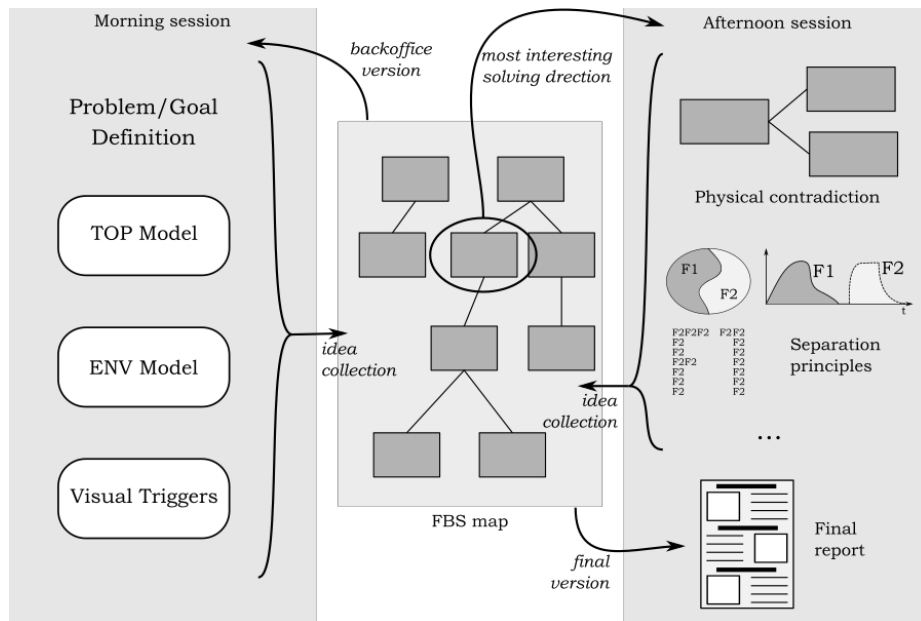 Morning session
Problem/Goal
Definition
TOP Model
ENV Model
Visual Triggers
backoffice
version
idea
collection
most interesting
solving direction
FBS map
idea
collection
final
version
Afternoon session
Physical contradiction
F1
F2
F1
F2
t
F2F2F2 F2F2
F2 F2
F2 F2
F2F2 F2
F2 F2
F2 F2
F2 F2
Separation
principles
...
Final
report